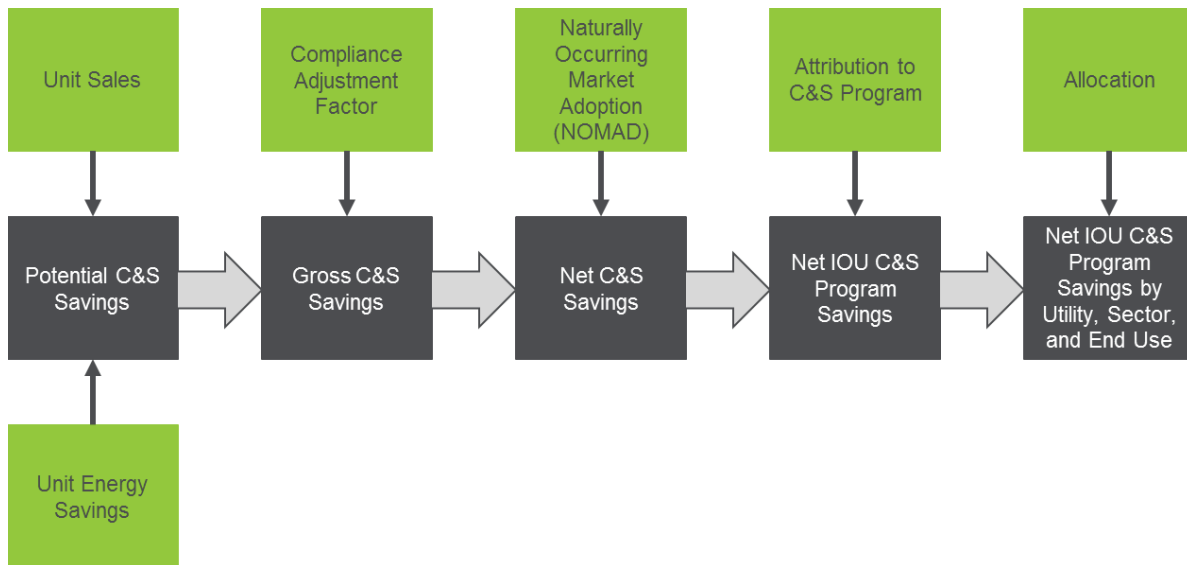 Unit Sales
Compliance
Adjustment
Factor
Naturally
Occurring
Market
Adoption
(NOMAD)
Attribution to
C&S Program
Allocation
Potential C&S
Savings
Gross C&S
Savings
Net C&S
Savings
Net IOU C&S
Program
Savings
Net IOU C&S
Program
Savings by
Utility, Sector,
and End Use
Unit Energy
Savings